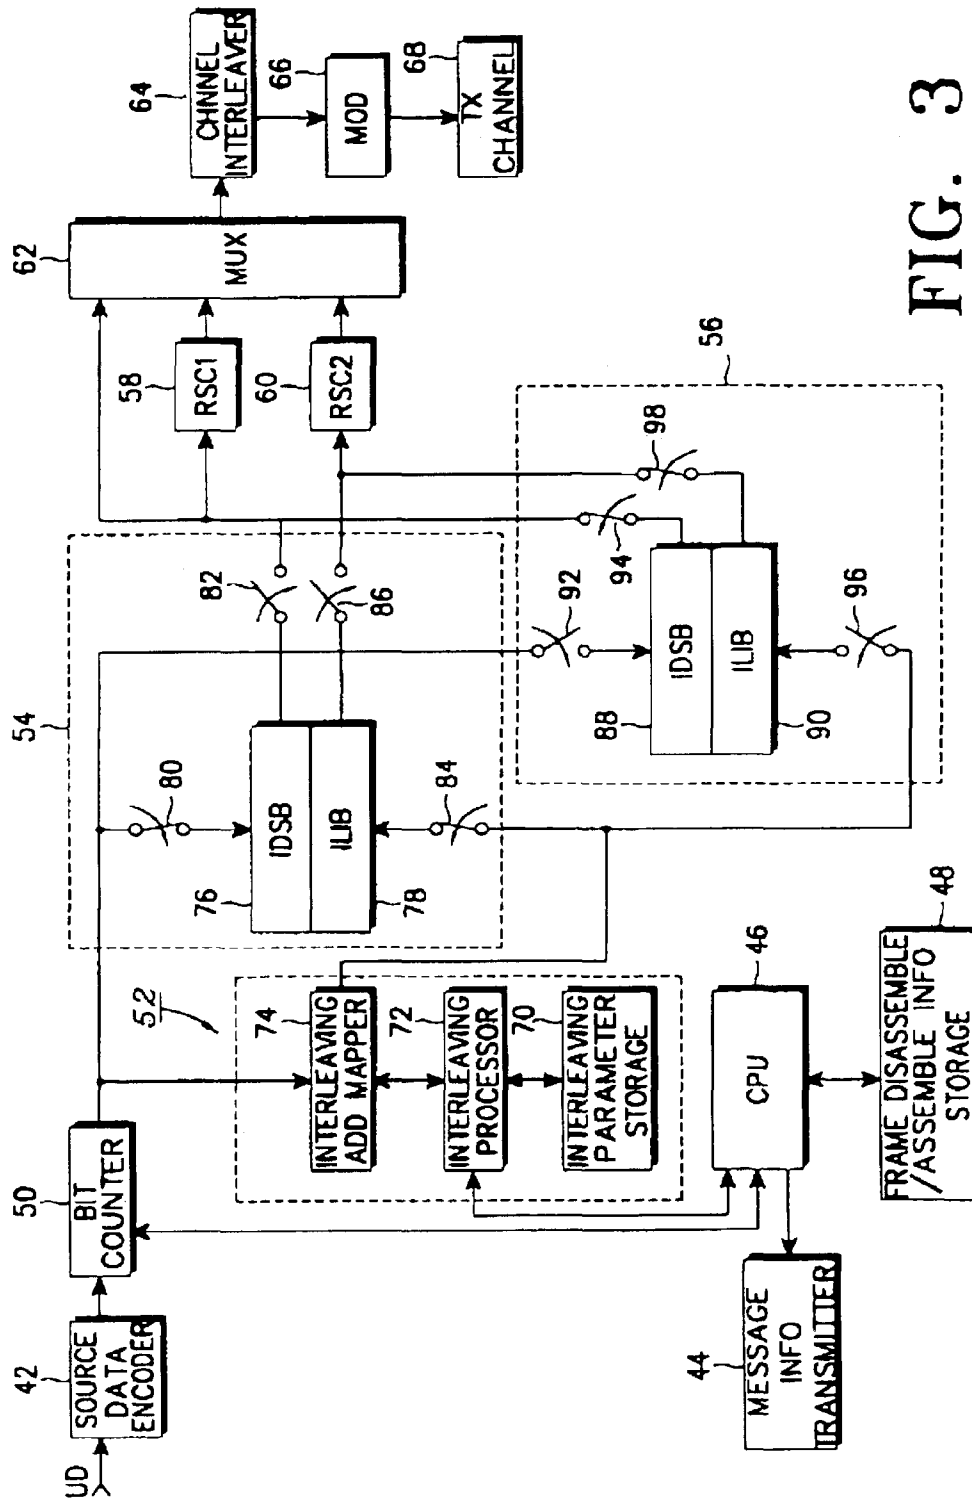 UD
42
SOURCE
DATA
ENCODER
50
BIT
COUNTER
52
74
INTERLEAVING
ADD MAPPER
72
INTERLEAVING
PROCESSOR
70
INTERLEAVING
PARAMETER
STORAGE
44
MESSAGE
INFO
TRANSMITTER
46
CPU
48
FRAME DISASSEMBLE
/ASSEMBLE INFO
STORAGE
54
80
76
IDSB
ILIB
78
84
82
86
56
92
88
IDSB
ILIB
90
94
98
96
58
RSC1
60
RSC2
62
MUX
64
CHNNEL
INTERLEAVER
66
MOD
68
TX
CHANNEL
FIG. 3